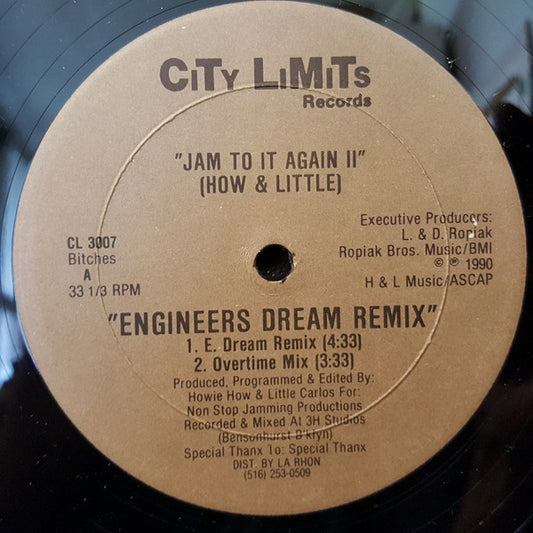 CiTy LiMiTs
Records
"JAM TO IT AGAIN II"
(HOW & LITTLE)
CL 3007
Bitches
A
33 1/3 RPM
Executive Producers:
L. & D. Ropiak
Ropiak Bros. Music/BMI
© ℗ 1990
H & L Music/ASCAP
"ENGINEERS DREAM REMIX"
1. E. Dream Remix (4:33)
2. Overtime Mix (3:33)
Produced, Programmed & Edited By:
Howie How & Little Carlos For:
Non Stop Jamming Productions
Recorded & Mixed At 3H Studios
(Bensonhurst B'klyn)
Special Thanx To: Special Thanx
DIST. BY LA RHON
(516) 253-0509